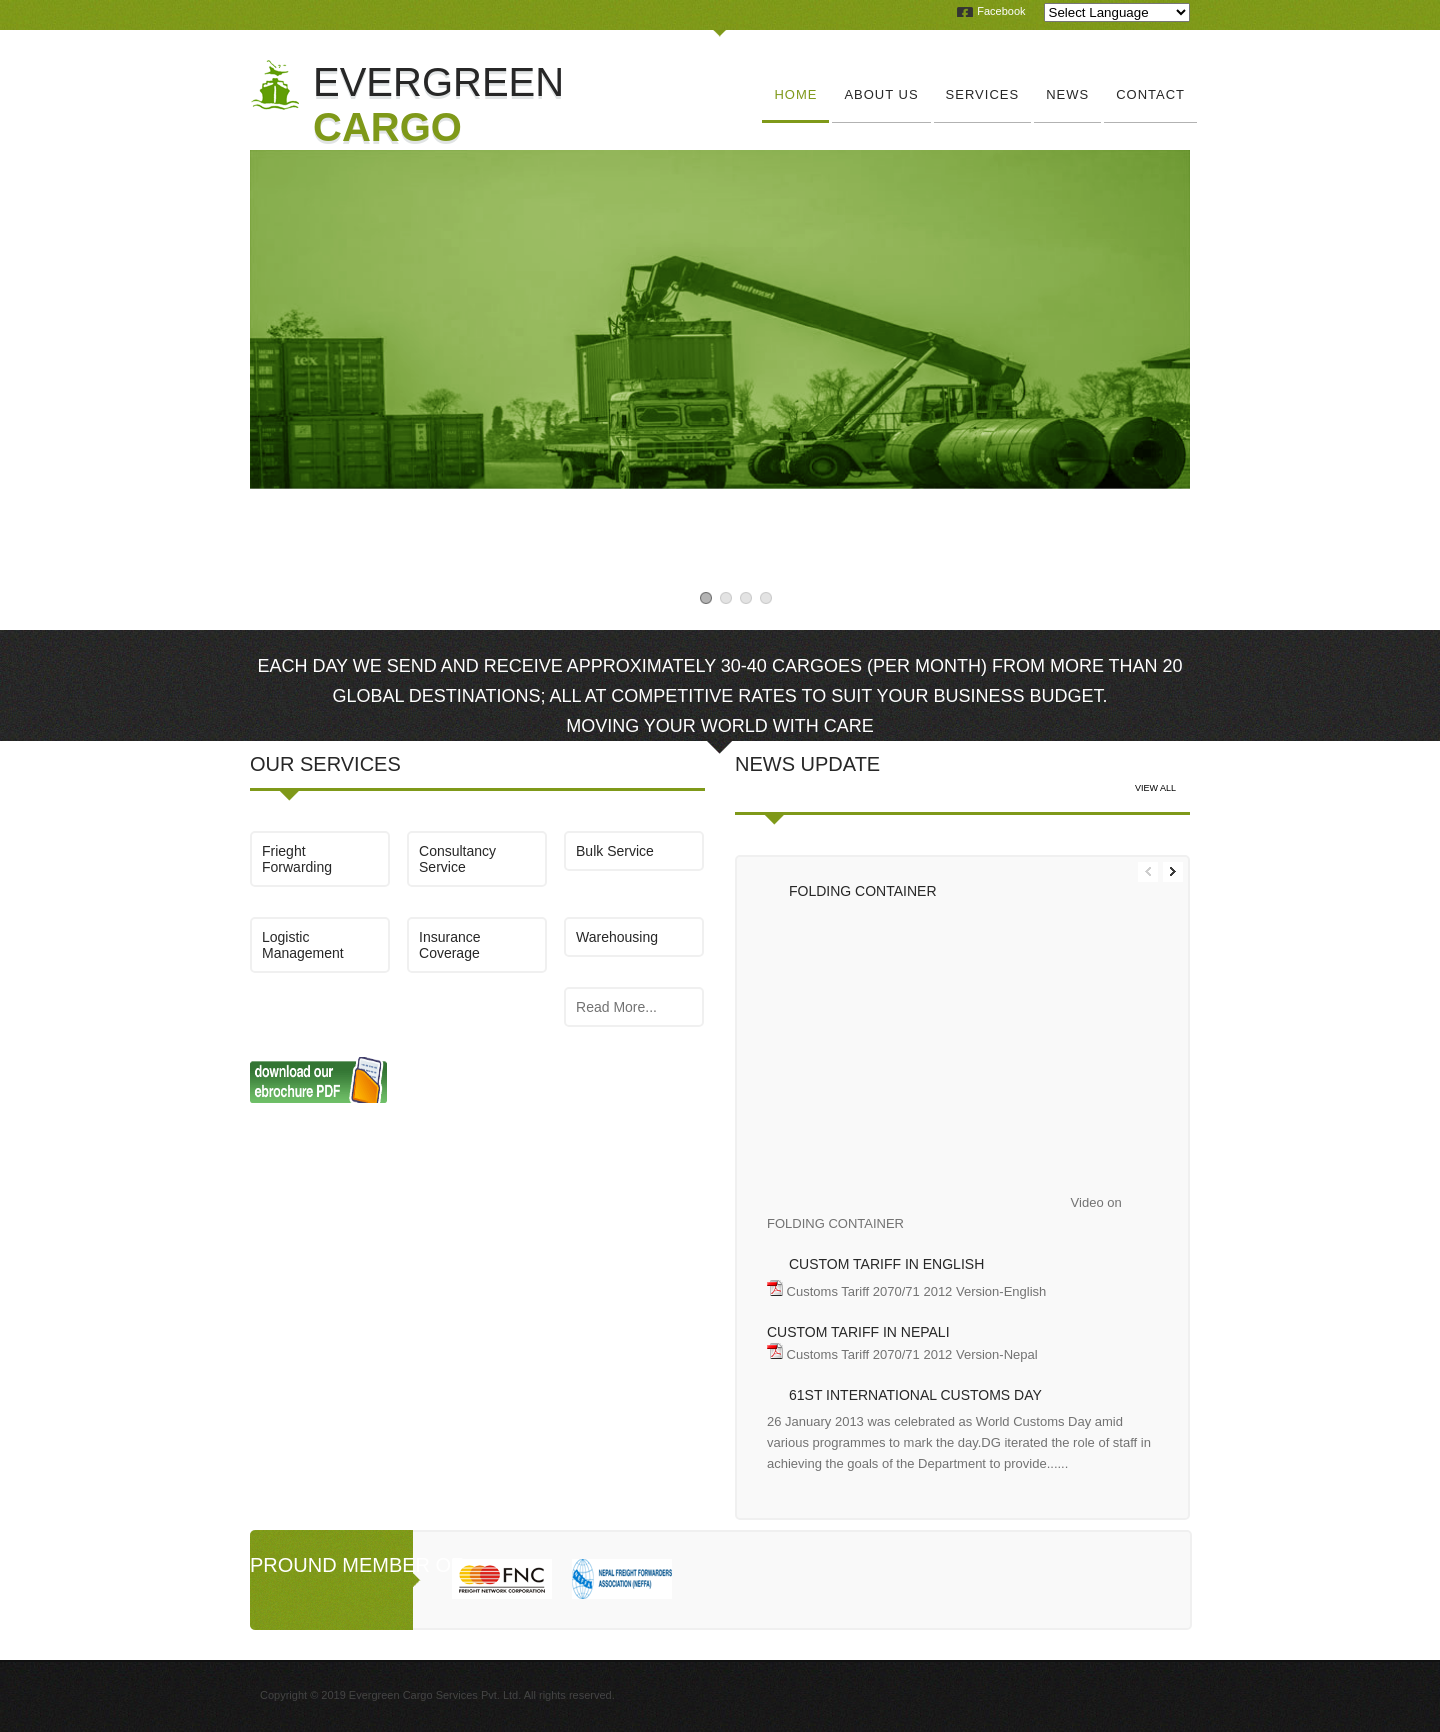 Facebook
Select Language
EVERGREEN
CARGO
HOME
ABOUT US
SERVICES
NEWS
CONTACT
tex
EACH DAY WE SEND AND RECEIVE APPROXIMATELY 30-40 CARGOES (PER MONTH) FROM MORE THAN 20
GLOBAL DESTINATIONS; ALL AT COMPETITIVE RATES TO SUIT YOUR BUSINESS BUDGET.
MOVING YOUR WORLD WITH CARE
OUR SERVICES
Frieght
Forwarding
Consultancy
Service
Bulk Service
Logistic
Management
Insurance
Coverage
Warehousing
Read More...
download our
ebrochure PDF
NEWS UPDATE
VIEW ALL
FOLDING CONTAINER
Video on
FOLDING CONTAINER
CUSTOM TARIFF IN ENGLISH
Customs Tariff 2070/71 2012 Version-English
CUSTOM TARIFF IN NEPALI
Customs Tariff 2070/71 2012 Version-Nepal
61ST INTERNATIONAL CUSTOMS DAY
26 January 2013 was celebrated as World Customs Day amid
various programmes to mark the day.DG iterated the role of staff in
achieving the goals of the Department to provide......
PROUND MEMBER
FNC
FREIGHT NETWORK CORPORATION
NEPAL FREIGHT FORWARDERS
ASSOCIATION (NEFFA)
Copyright © 2019 Evergreen Cargo Services Pvt. Ltd. All rights reserved.